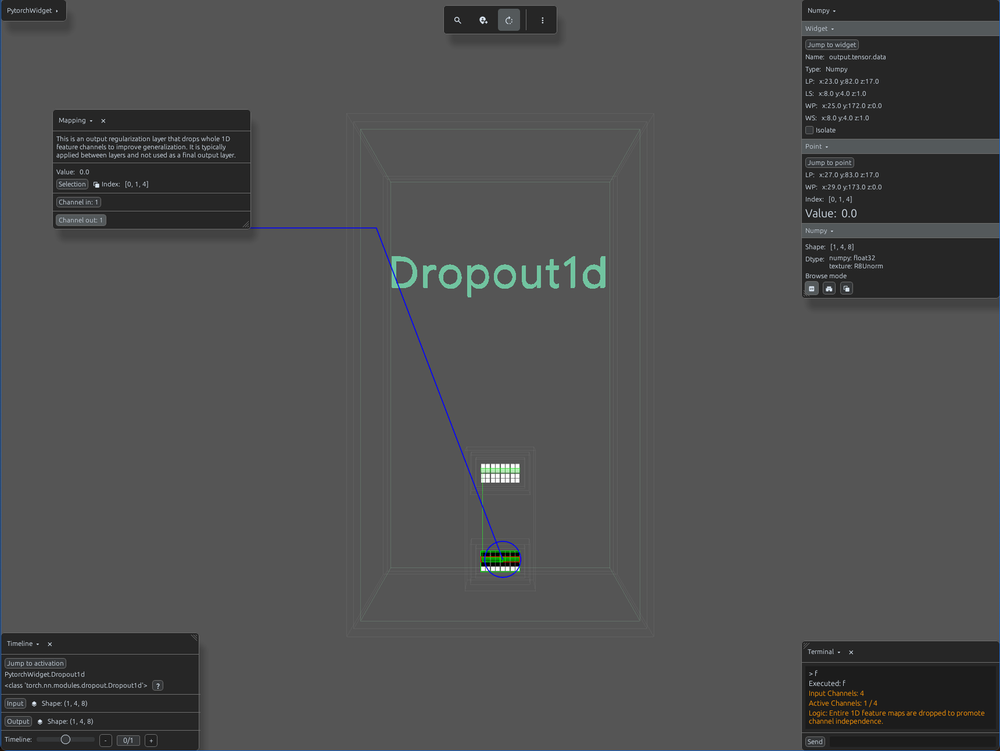 PytorchWidget
Numpy
Widget
Jump to widget
Name: output.tensor.data
Type: Numpy
LP: x:23.0 y:82.0 z:17.0
LS: x:8.0 y:4.0 z:1.0
WP: x:25.0 y:172.0 z:0.0
WS: x:8.0 y:4.0 z:1.0
Isolate
Point
Jump to point
LP: x:27.0 y:83.0 z:17.0
WP: x:29.0 y:173.0 z:0.0
Index: [0, 1, 4]
Value: 0.0
Numpy
Shape: [1, 4, 8]
Dtype: numpy: float32
texture: R8Unorm
Browse mode
Mapping
This is an output regularization layer that drops whole 1D
feature channels to improve generalization. It is typically
applied between layers and not used as a final output layer.
Value: 0.0
Selection Index: [0, 1, 4]
Channel in: 1
Channel out: 1
Dropout1d
Timeline
Jump to activation
PytorchWidget.Dropout1d
<class 'torch.nn.modules.dropout.Dropout1d'> ?
Input Shape: (1, 4, 8)
Output Shape: (1, 4, 8)
Timeline: - 0/1 +
Terminal
> f
Executed: f
Input Channels: 4
Active Channels: 1 / 4
Logic: Entire 1D feature maps are dropped to promote
channel independence.
Send